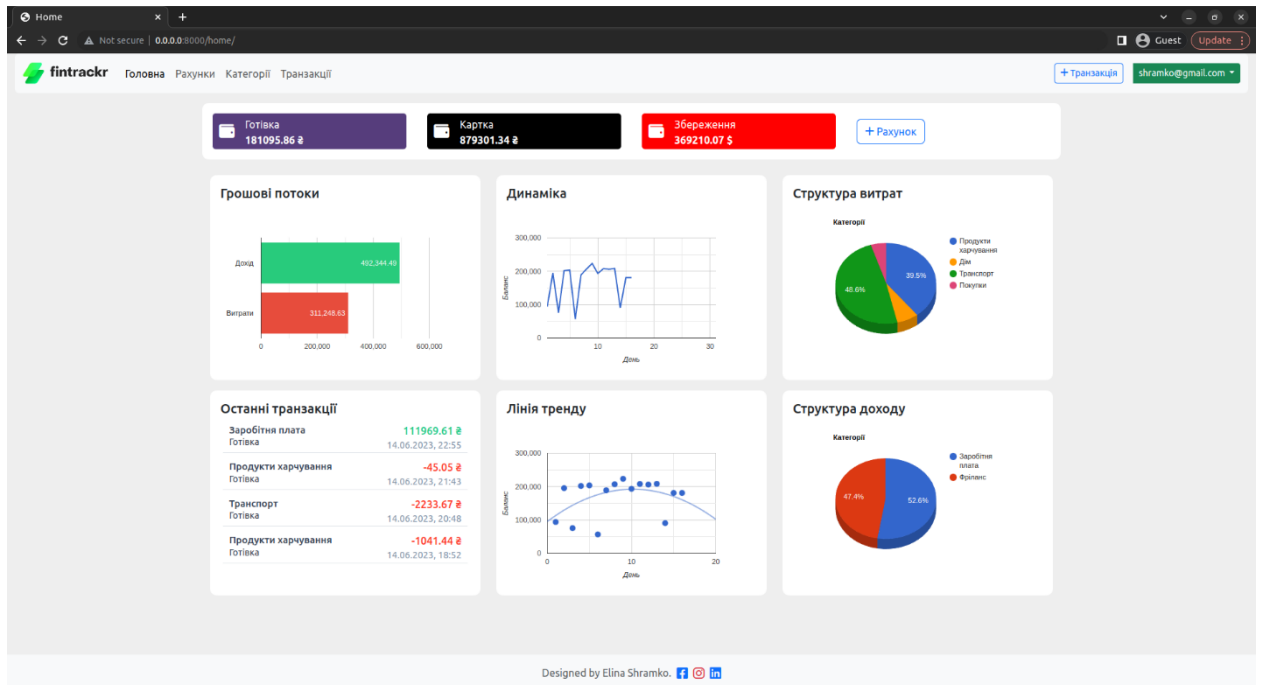 Home
Not secure | 0.0.0.0:8000/home/
Guest
Update
fintrackr
Головна
Рахунки
Категорії
Транзакції
+ Транзакція
shramko@gmail.com
Готівка
181095.86 ₴
Картка
879301.34 ₴
Збереження
369210.07 $
+ Рахунок
Грошові потоки
Дохід
492,344.49
Витрати
311,248.63
0
200,000
400,000
600,000
Динаміка
300,000
200,000
100,000
0
Баланс
10
20
30
День
Структура витрат
Категорії
39.5%
48.6%
Продукти
харчування
Дім
Транспорт
Покупки
Останні транзакції
Заробітня плата
111969.61 ₴
Готівка
14.06.2023, 22:55
Продукти харчування
-45.05 ₴
Готівка
14.06.2023, 21:43
Транспорт
-2233.67 ₴
Готівка
14.06.2023, 20:48
Продукти харчування
-1041.44 ₴
Готівка
14.06.2023, 18:52
Лінія тренду
300,000
200,000
100,000
0
Баланс
0
10
20
День
Структура доходу
Категорії
47.4%
52.6%
Заробітня
плата
Фріланс
Designed by Elina Shramko.